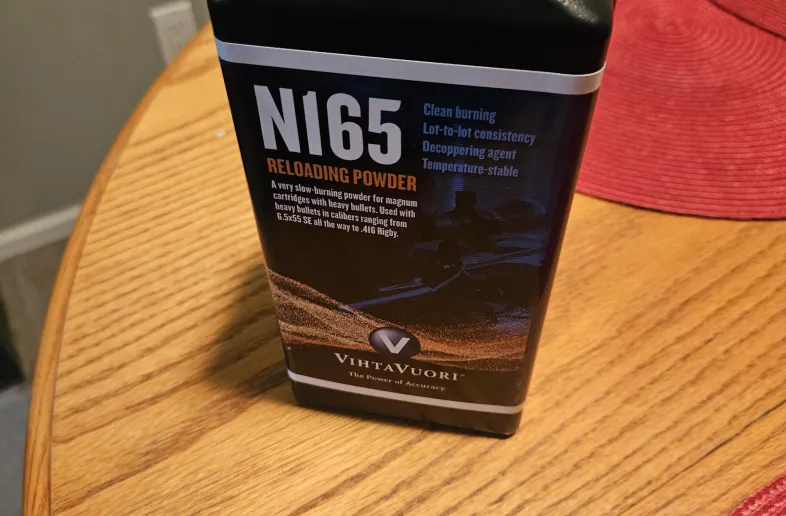 N165
RELOADING POWDER
A very slow-burning powder for magnum
cartridges with heavy bullets. Used with
heavy bullets in calibers ranging from
6.5x55 SE all the way to .416 Rigby.
Clean burning
Lot-to-lot consistency
Decoppering agent
Temperature-stable
V
VIHTAVUORI
The Power of Accuracy